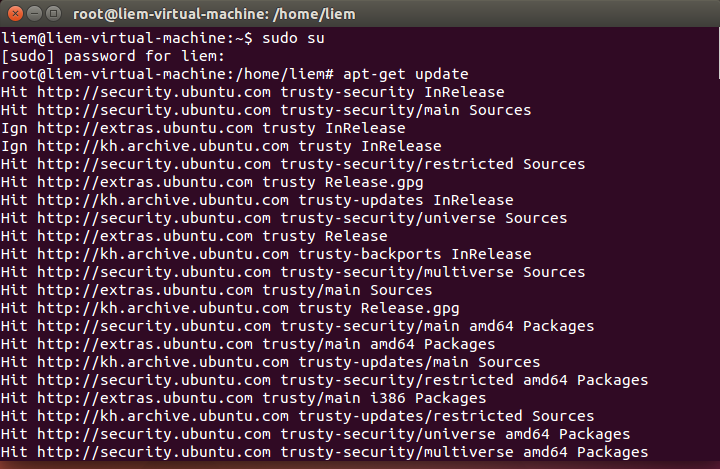 root@liem-virtual-machine: /home/liem
liem@liem-virtual-machine:~$ sudo su
[sudo] password for liem:
root@liem-virtual-machine:/home/liem# apt-get update
Hit http://security.ubuntu.com trusty-security InRelease
Hit http://security.ubuntu.com trusty-security/main Sources
Ign http://extras.ubuntu.com trusty InRelease
Ign http://kh.archive.ubuntu.com trusty InRelease
Hit http://security.ubuntu.com trusty-security/restricted Sources
Hit http://extras.ubuntu.com trusty Release.gpg
Hit http://kh.archive.ubuntu.com trusty-updates InRelease
Hit http://security.ubuntu.com trusty-security/universe Sources
Hit http://extras.ubuntu.com trusty Release
Hit http://kh.archive.ubuntu.com trusty-backports InRelease
Hit http://security.ubuntu.com trusty-security/multiverse Sources
Hit http://extras.ubuntu.com trusty/main Sources
Hit http://kh.archive.ubuntu.com trusty Release.gpg
Hit http://security.ubuntu.com trusty-security/main amd64 Packages
Hit http://extras.ubuntu.com trusty/main amd64 Packages
Hit http://kh.archive.ubuntu.com trusty-updates/main Sources
Hit http://security.ubuntu.com trusty-security/restricted amd64 Packages
Hit http://extras.ubuntu.com trusty/main i386 Packages
Hit http://kh.archive.ubuntu.com trusty-updates/restricted Sources
Hit http://security.ubuntu.com trusty-security/universe amd64 Packages
Hit http://security.ubuntu.com trusty-security/multiverse amd64 Packages